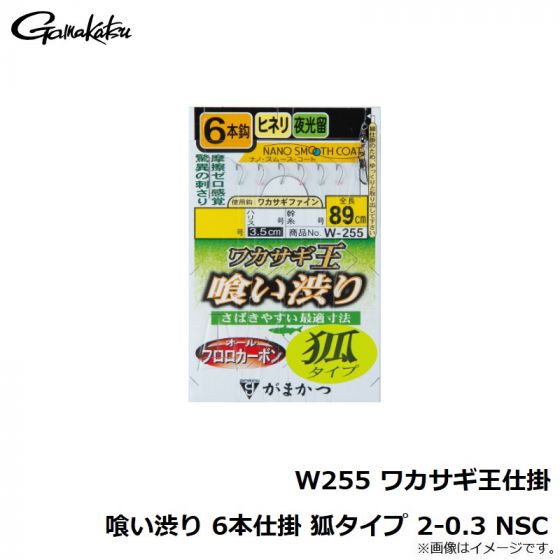 Gamakatsu
6本鈎
ヒネリ
夜光留
NANO SMOOTH COAT
ナノ・スムース・コート
摩擦ゼロ感覚
驚異の刺さり
使用鈎 ワカサギファイン
号
ハリス 3.5cm 号
幹糸 号
全長 89cm
商品No. W-255
ワカサギ王
喰い渋り
さばきやすい最適寸法
オール
フロロカーボン
狐
タイプ
がまかつ
W255 ワカサギ王仕掛
喰い渋り 6本仕掛 狐タイプ 2-0.3 NSC
※画像はイメージです。